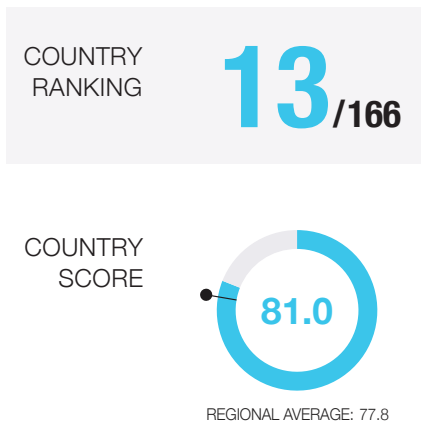 COUNTRY
RANKING
13/166
COUNTRY
SCORE
81.0
REGIONAL AVERAGE: 77.8